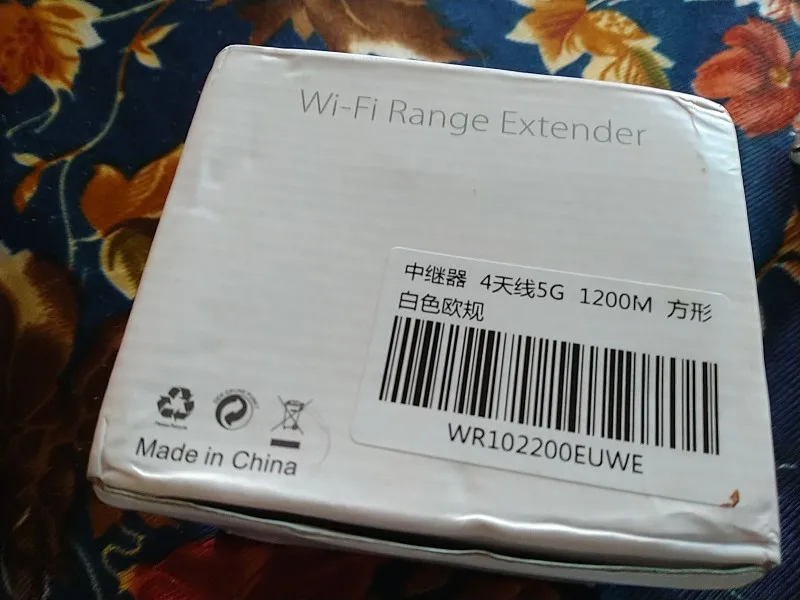 Wi-Fi Range Extender
中继器 4天线5G 1200M 方形
白色欧规
WR102200EUWE
Made in China